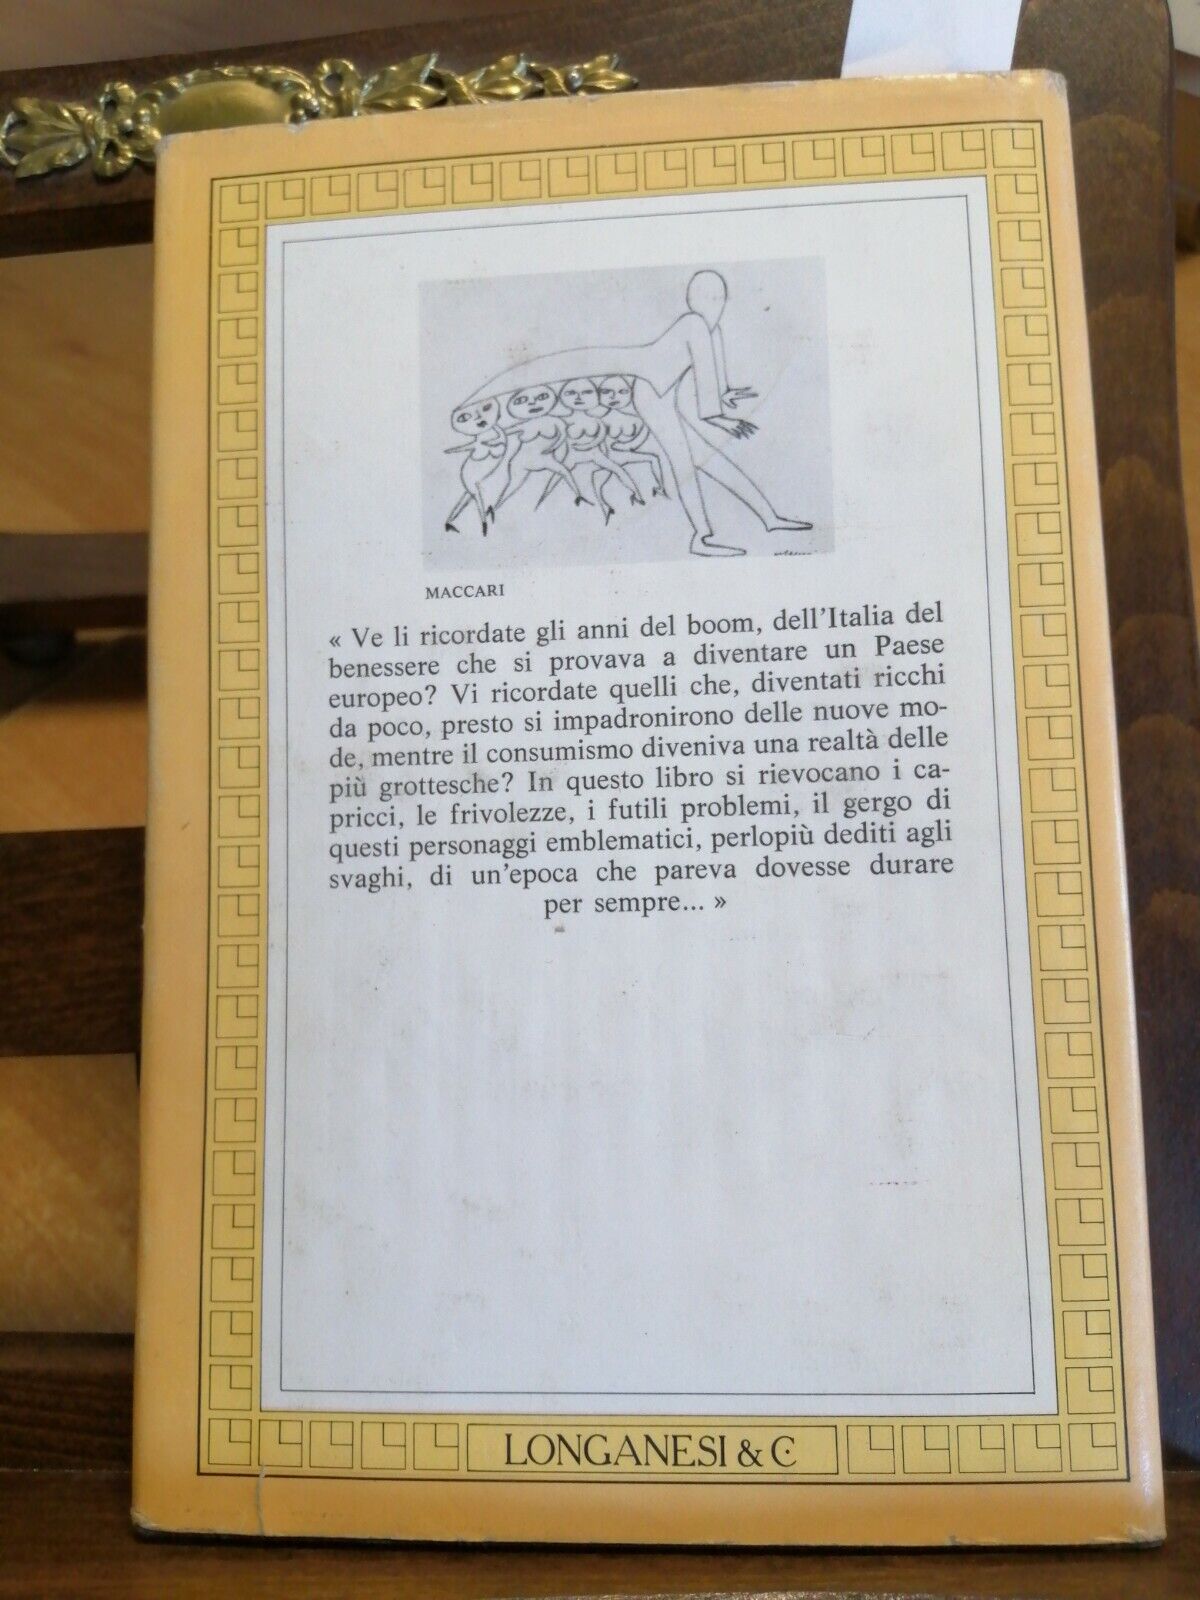 MACCARI
« Ve li ricordate gli anni del boom, dell'Italia del
benessere che si provava a diventare un Paese
europeo? Vi ricordate quelli che, diventati ricchi
da poco, presto si impadronirono delle nuove mo-
de, mentre il consumismo diveniva una realtà delle
più grottesche? In questo libro si rievocano i ca-
pricci, le frivolezze, i futili problemi, il gergo di
questi personaggi emblematici, perlopiù dediti agli
svaghi, di un'epoca che pareva dovesse durare
per sempre... »
LONGANESI & C.